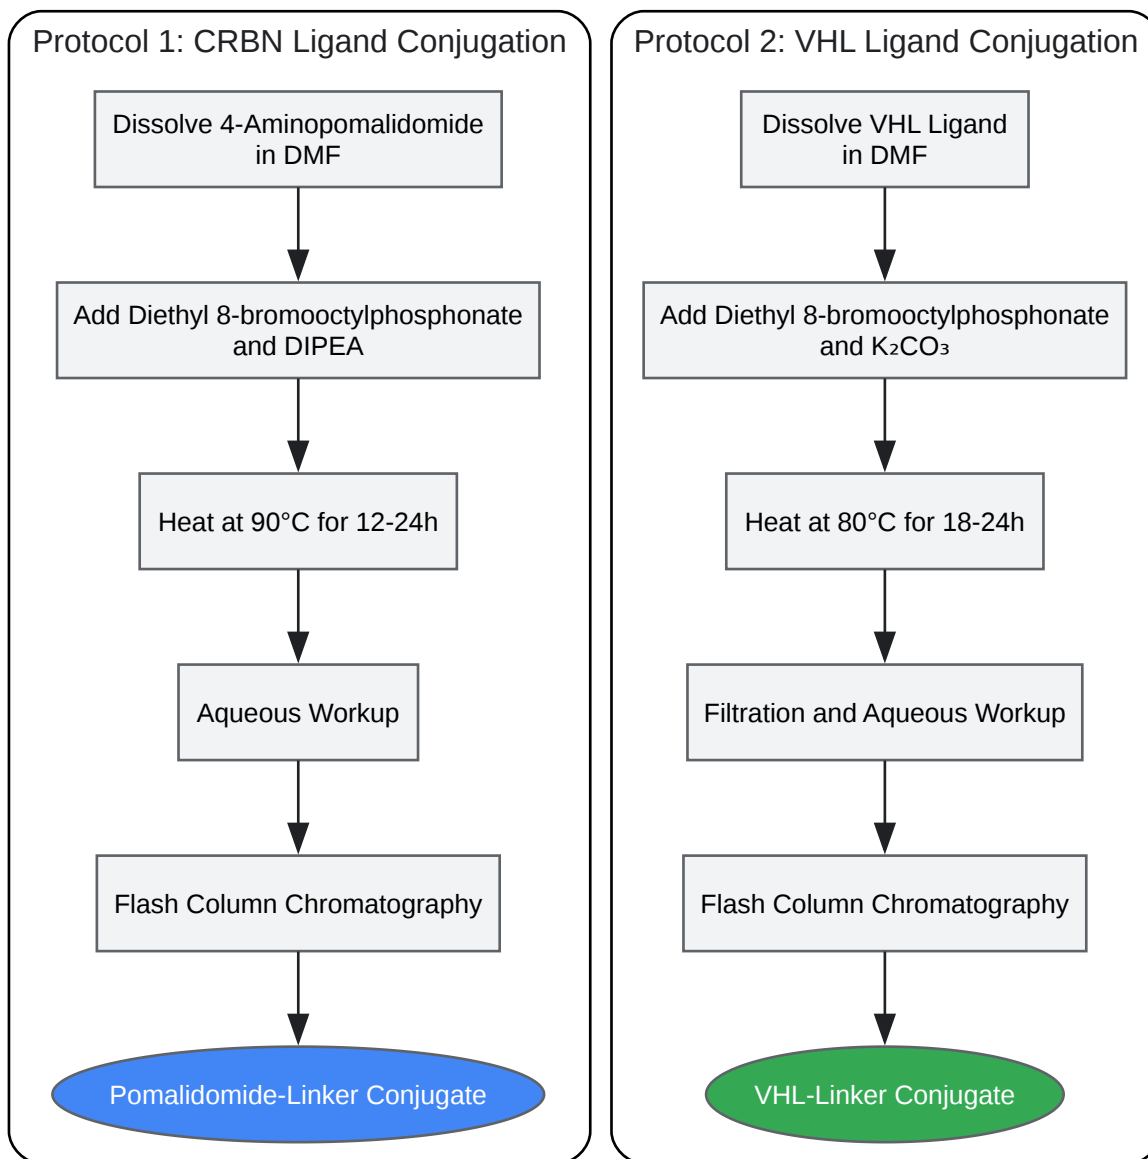 Protocol 1: CRBN Ligand Conjugation
Dissolve 4-Aminopomalidomide
in DMF
Add Diethyl 8-bromooctylphosphonate
and DIPEA
Heat at 90°C for 12-24h
Aqueous Workup
Flash Column Chromatography
Pomalidomide-Linker Conjugate
Protocol 2: VHL Ligand Conjugation
Dissolve VHL Ligand
in DMF
Add Diethyl 8-bromooctylphosphonate
and K₂CO₃
Heat at 80°C for 18-24h
Filtration and Aqueous Workup
Flash Column Chromatography
VHL-Linker Conjugate